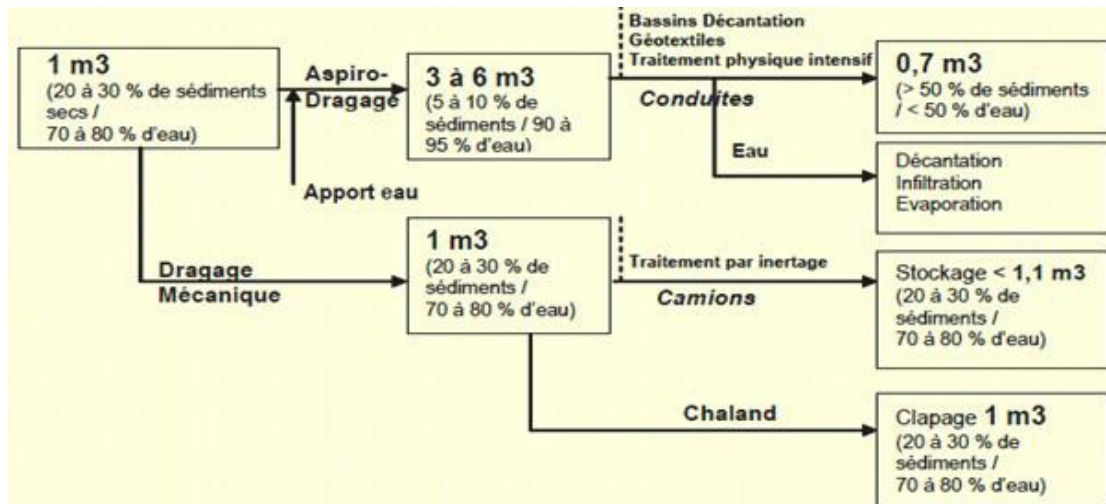 1 m3
(20 à 30 % de sédiments
secs /
70 à 80 % d'eau)
Aspiro-
Dragage
Apport eau
3 à 6 m3
(5 à 10 % de
sédiments / 90 à
95 % d'eau)
Bassins Décantation
Géotextiles
Traitement physique intensif
Conduites
Eau
0,7 m3
(> 50 % de sédiments
/ < 50 % d'eau)
Décantation
Infiltration
Evaporation
Dragage
Mécanique
1 m3
(20 à 30 % de
sédiments /
70 à 80 % d'eau)
Traitement par inertage
Camions
Stockage < 1,1 m3
(20 à 30 % de
sédiments /
70 à 80 % d'eau)
Chaland
Clapage 1 m3
(20 à 30 % de
sédiments /
70 à 80 % d'eau)